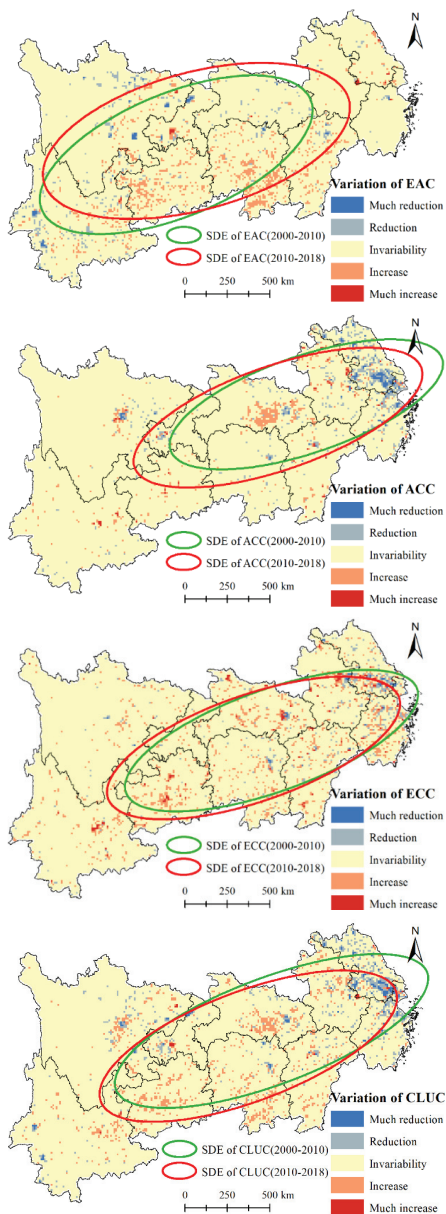 N
Variation of EAC
Much reduction
Reduction
Invariability
Increase
Much increase
SDE of EAC(2000-2010)
SDE of EAC(2010-2018)
0 250 500 km
N
Variation of ACC
Much reduction
Reduction
Invariability
Increase
Much increase
SDE of ACC(2000-2010)
SDE of ACC(2010-2018)
0 250 500 km
N
Variation of ECC
Much reduction
Reduction
Invariability
Increase
Much increase
SDE of ECC(2000-2010)
SDE of ECC(2010-2018)
0 250 500 km
N
Variation of CLUC
Much reduction
Reduction
Invariability
Increase
Much increase
SDE of CLUC(2000-2010)
SDE of CLUC(2010-2018)
0 250 500 km